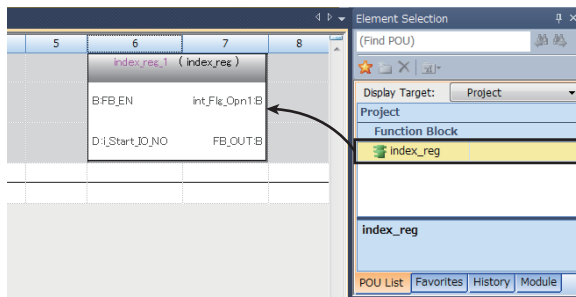 5 6 7 8
index_reg_1 (index_reg)
B:FB_EN int_Flg_Opn1:B
D:i_Start_IO_NO FB_OUT:B
Element Selection
(Find POU)
Display Target: Project
Project
Function Block
index_reg
index_reg
POU List Favorites History Module